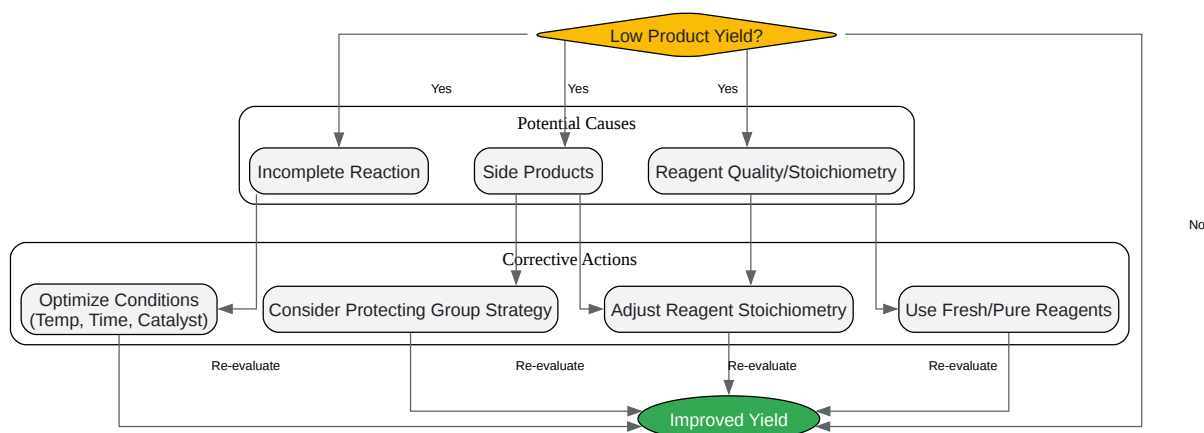 Low Product Yield?
Yes
Yes
Yes
Potential Causes
Incomplete Reaction
Side Products
Reagent Quality/Stoichiometry
No
Corrective Actions
Optimize Conditions
(Temp, Time, Catalyst)
Consider Protecting Group Strategy
Adjust Reagent Stoichiometry
Use Fresh/Pure Reagents
Re-evaluate
Re-evaluate
Re-evaluate
Re-evaluate
Improved Yield